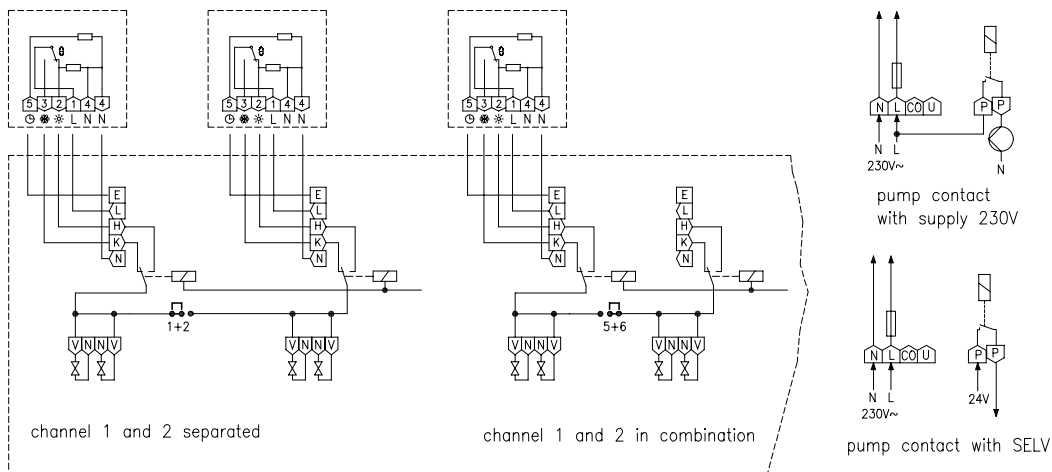 5 3 2 1 4 4
L N N
5 3 2 1 4 4
L N N
5 3 2 1 4 4
L N N
E
L
H
K
N
E
L
H
K
N
E
L
H
K
N
E
L
H
K
N
1+2
5+6
V N N V
V N N V
V N N V
V N N V
channel 1 and 2 separated
channel 1 and 2 in combination
N L CO U P P
N L
230V~
N
pump contact
with supply 230V
N L CO U P P
N L 24V
230V~
pump contact with SELV